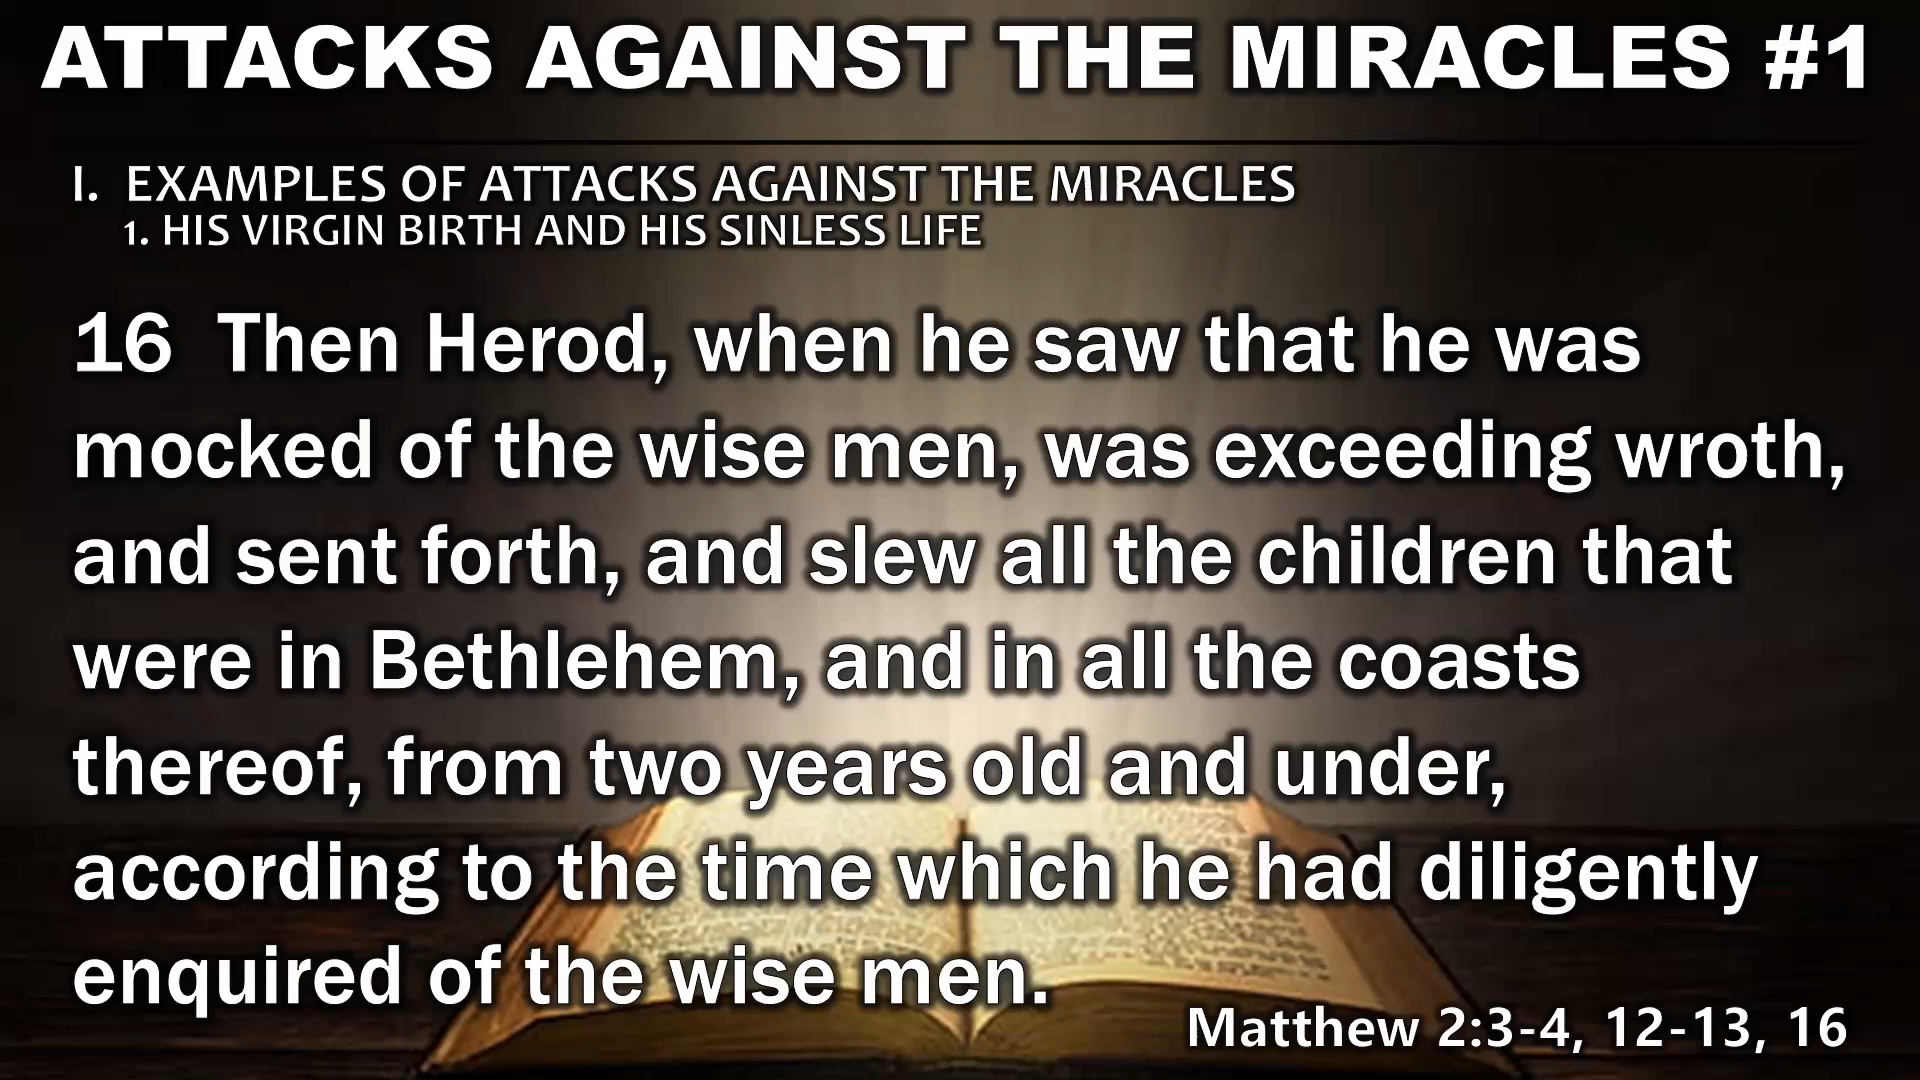 ATTACKS AGAINST THE MIRACLES #1
I. EXAMPLES OF ATTACKS AGAINST THE MIRACLES
1. HIS VIRGIN BIRTH AND HIS SINLESS LIFE
16 Then Herod, when he saw that he was
mocked of the wise men, was exceeding wroth,
and sent forth, and slew all the children that
were in Bethlehem, and in all the coasts
thereof, from two years old and under,
according to the time which he had diligently
enquired of the wise men.
Matthew 2:3-4, 12-13, 16